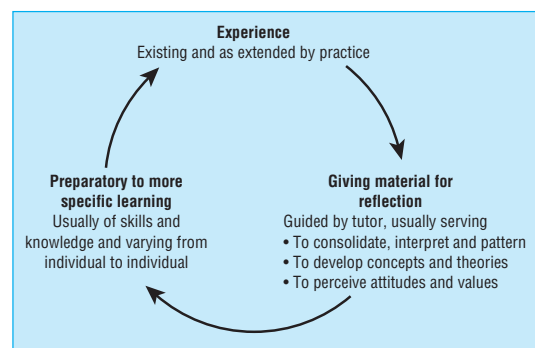 Experience
Existing and as extended by practice
Giving material for
reflection
Guided by tutor, usually serving
• To consolidate, interpret and pattern
• To develop concepts and theories
• To perceive attitudes and values
Preparatory to more
specific learning
Usually of skills and
knowledge and varying from
individual to individual